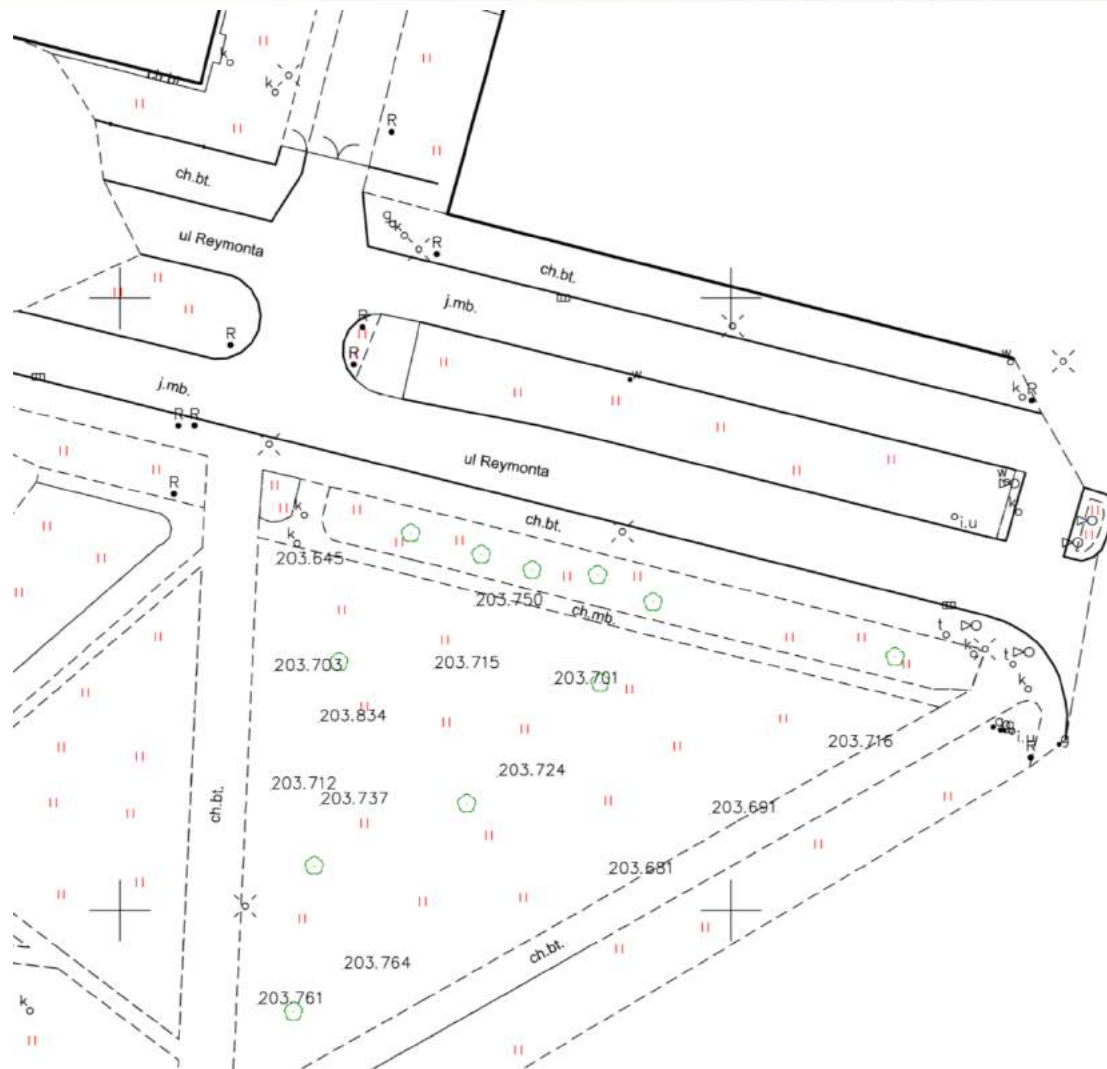 k
k
R
ch.bt.
ul Reymonta
g
k
R
ch.bt.
j.mb.
R
R
R
w
w
k
R
j.mb.
R R
ul Reymonta
R
k
k
w
k
i.u
t
ch.bt.
203.645
203.750
ch.mb.
t
k
t
k
203.703
203.715
203.701
203.834
203.716
i.u
R
g
203.724
203.712
203.737
203.691
ch.bt.
203.681
ch.bt.
203.764
203.761
k